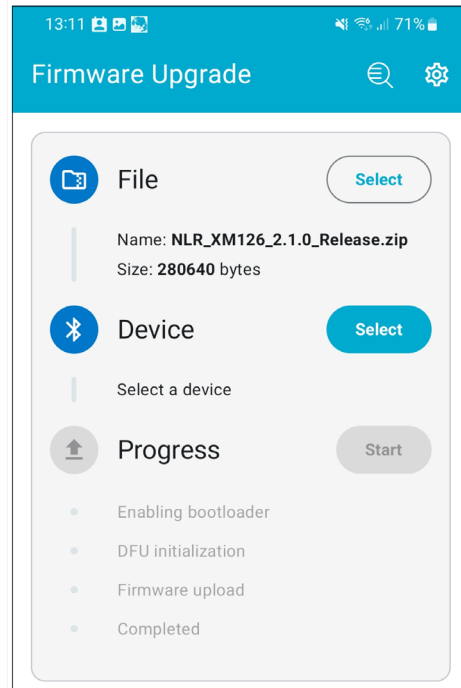 13:11 71%
Firmware Upgrade
File Select
Name: NLR_XM126_2.1.0_Release.zip
Size: 280640 bytes
Device Select
Select a device
Progress Start
Enabling bootloader
DFU initialization
Firmware upload
Completed